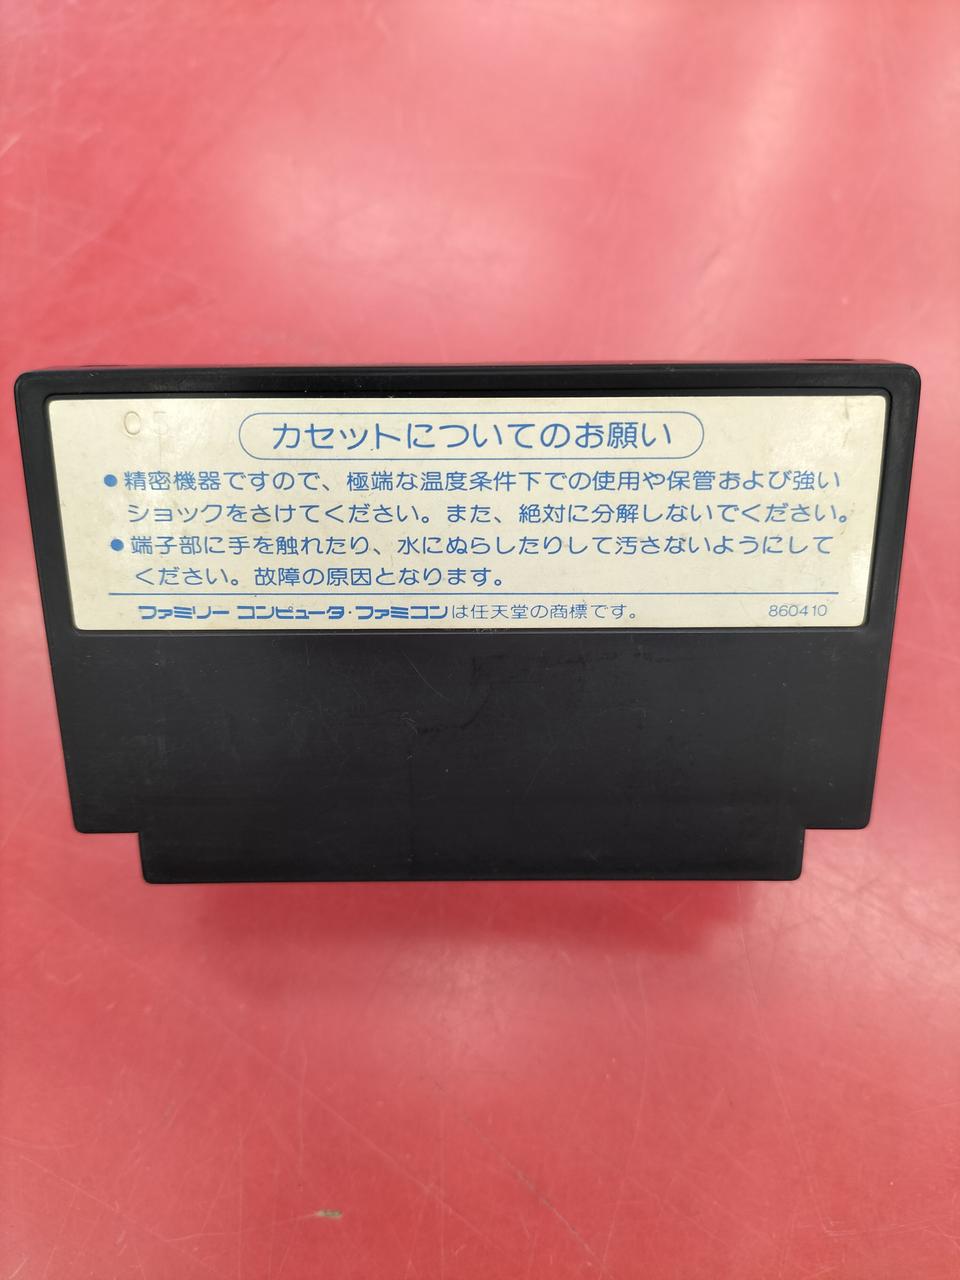 05
カセットについてのお願い
●精密機器ですので、極端な温度条件下での使用や保管および強い
ショックをさけてください。また、絶対に分解しないでください。
●端子部に手を触れたり、水にぬらしたりして汚さないようにして
ください。故障の原因となります。
ファミリー コンピュータ・ファミコンは任天堂の商標です。 860410